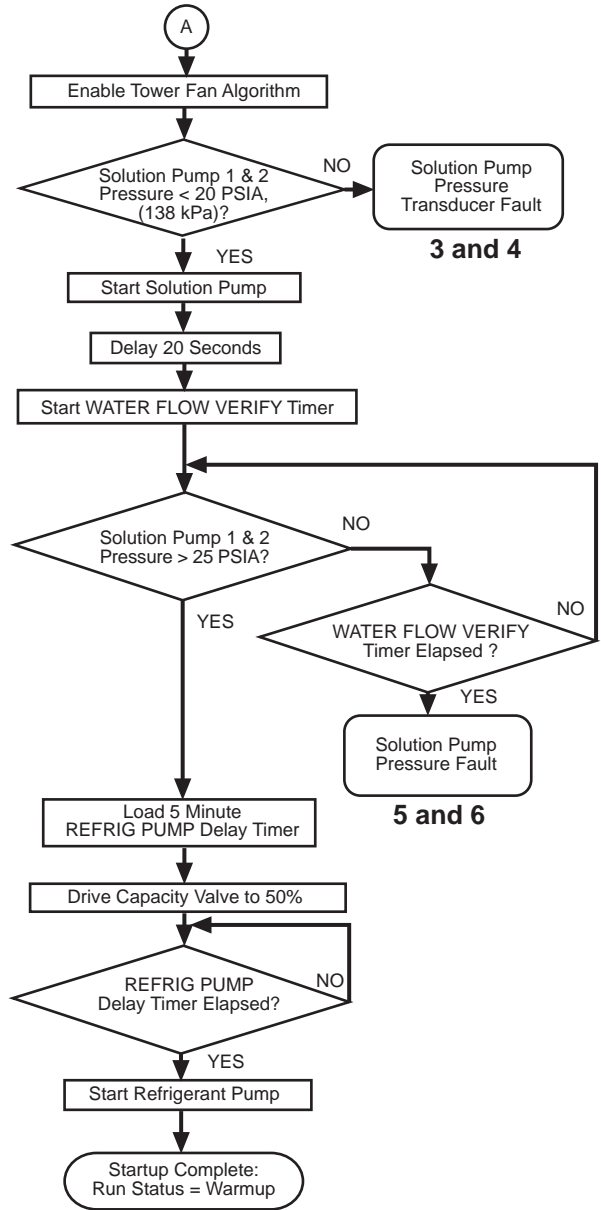 A
Enable Tower Fan Algorithm
Solution Pump 1 & 2
Pressure < 20 PSIA,
(138 kPa)?
NO
Solution Pump
Pressure
Transducer Fault
3 and 4
YES
Start Solution Pump
Delay 20 Seconds
Start WATER FLOW VERIFY Timer
Solution Pump 1 & 2
Pressure > 25 PSIA?
NO
YES
WATER FLOW VERIFY
Timer Elapsed ?
NO
YES
Solution Pump
Pressure Fault
5 and 6
Load 5 Minute
REFRIG PUMP Delay Timer
Drive Capacity Valve to 50%
REFRIG PUMP
Delay Timer Elapsed?
NO
YES
Start Refrigerant Pump
Startup Complete:
Run Status = Warmup